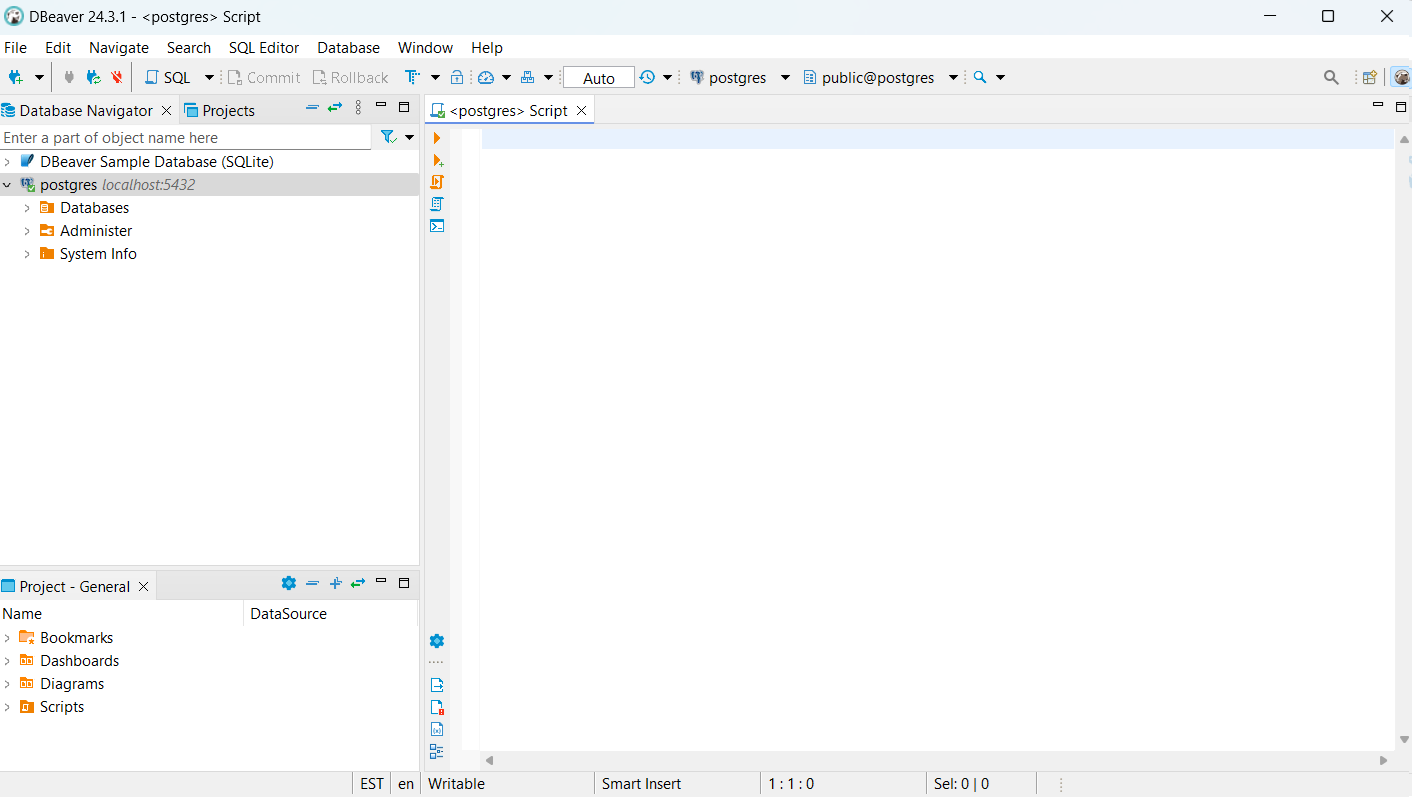 DBeaver 24.3.1 - <postgres> Script
File Edit Navigate Search SQL Editor Database Window Help
SQL Commit Rollback Auto postgres public@postgres
Database Navigator Projects
<postgres> Script
Enter a part of object name here
DBeaver Sample Database (SQLite)
postgres localhost:5432
Databases
Administer
System Info
Project - General
Name DataSource
Bookmarks
Dashboards
Diagrams
Scripts
EST en Writable Smart Insert 1 : 1 : 0 Sel: 0 | 0